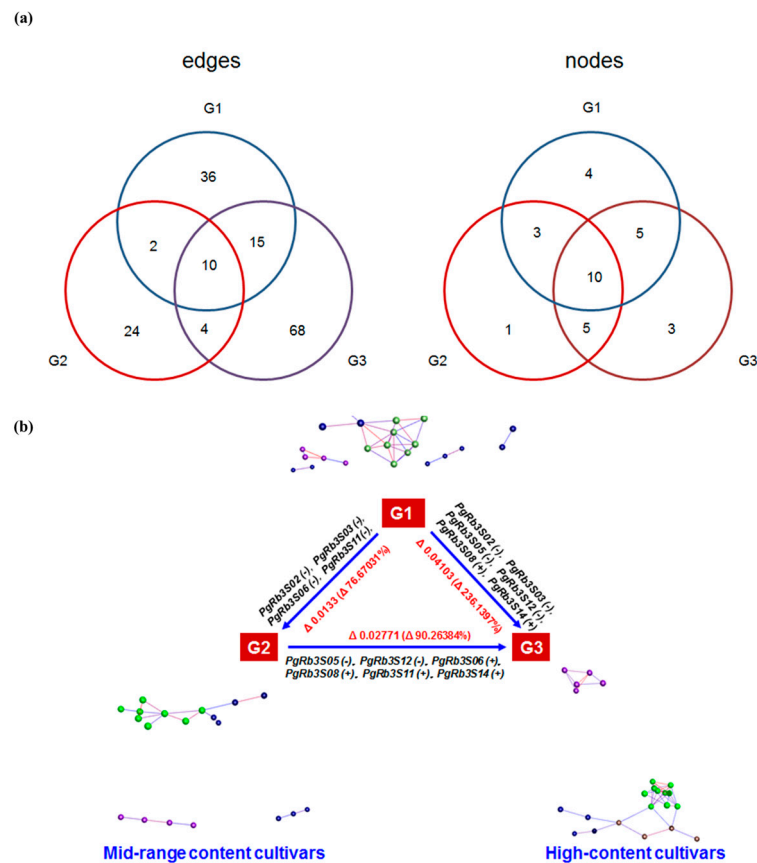 (a)
edges
nodes
G1
G1
36
4
2
15
3
5
10
10
24
4
68
1
5
3
G2
G3
G2
G3
(b)
G1
PgRb3S02 (-), PgRb3S03 (-),
PgRb3S06 (-), PgRb3S11(-),
Δ 0.0133 (Δ 76.67031%)
PgRb3S02 (-), PgRb3S03 (-),
PgRb3S05 (-), PgRb3S12 (-),
PgRb3S08 (+), PgRb3S14 (+)
Δ 0.04103 (Δ 236.1397%)
G2
Δ 0.02771 (Δ 90.26384%)
G3
PgRb3S05 (-), PgRb3S12 (-), PgRb3S06 (+),
PgRb3S08 (+), PgRb3S11 (+), PgRb3S14 (+)
Mid-range content cultivars
High-content cultivars